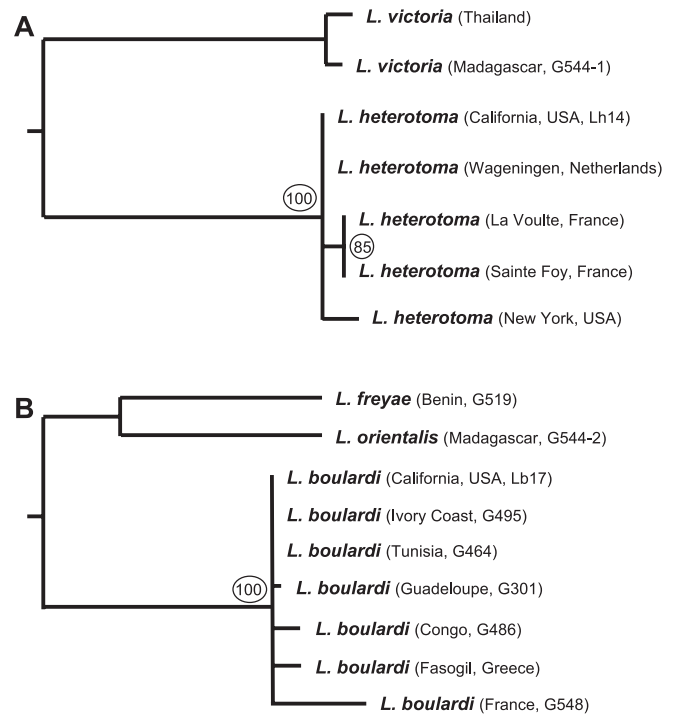 A
L. victoria (Thailand)
L. victoria (Madagascar, G544-1)
L. heterotoma (California, USA, Lh14)
L. heterotoma (Wageningen, Netherlands)
100
L. heterotoma (La Voulte, France)
85
L. heterotoma (Sainte Foy, France)
L. heterotoma (New York, USA)
B
L. freyae (Benin, G519)
L. orientalis (Madagascar, G544-2)
L. boulardi (California, USA, Lb17)
L. boulardi (Ivory Coast, G495)
L. boulardi (Tunisia, G464)
100
L. boulardi (Guadeloupe, G301)
L. boulardi (Congo, G486)
L. boulardi (Fasogil, Greece)
L. boulardi (France, G548)